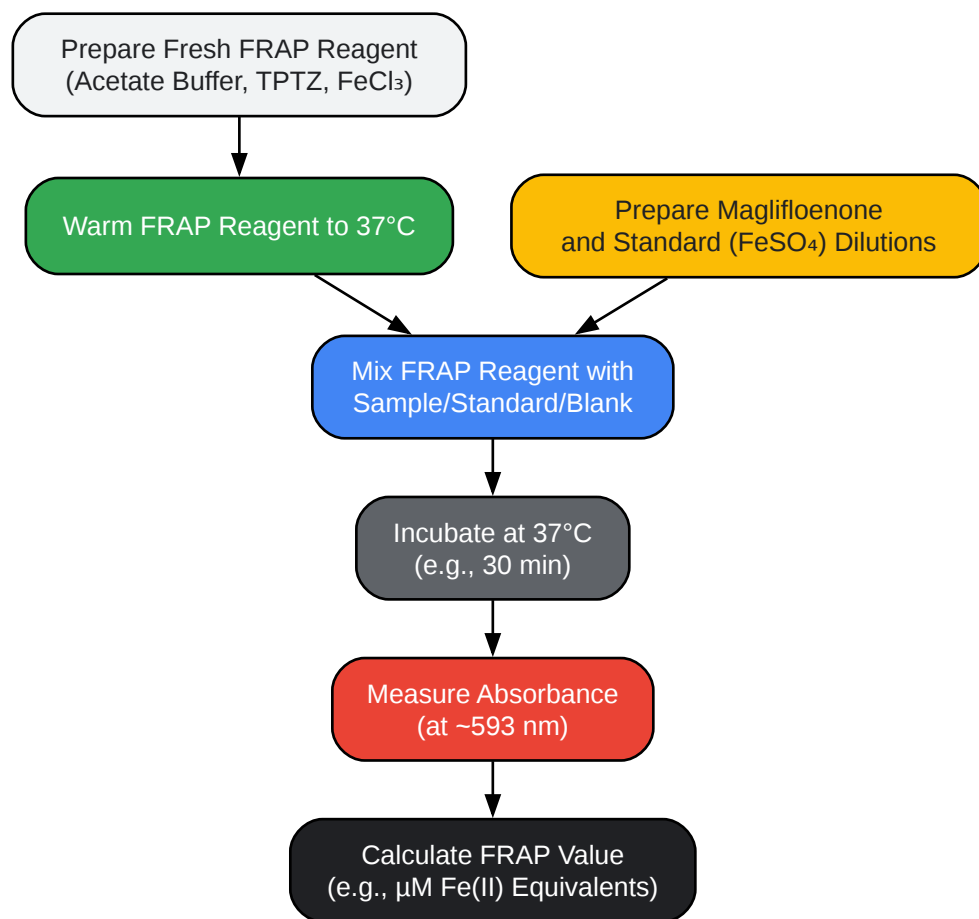 Prepare Fresh FRAP Reagent
(Acetate Buffer, TPTZ, FeCl₃)
Warm FRAP Reagent to 37°C
Prepare Maglifloenone
and Standard (FeSO₄) Dilutions
Mix FRAP Reagent with
Sample/Standard/Blank
Incubate at 37°C
(e.g., 30 min)
Measure Absorbance
(at ~593 nm)
Calculate FRAP Value
(e.g., µM Fe(II) Equivalents)